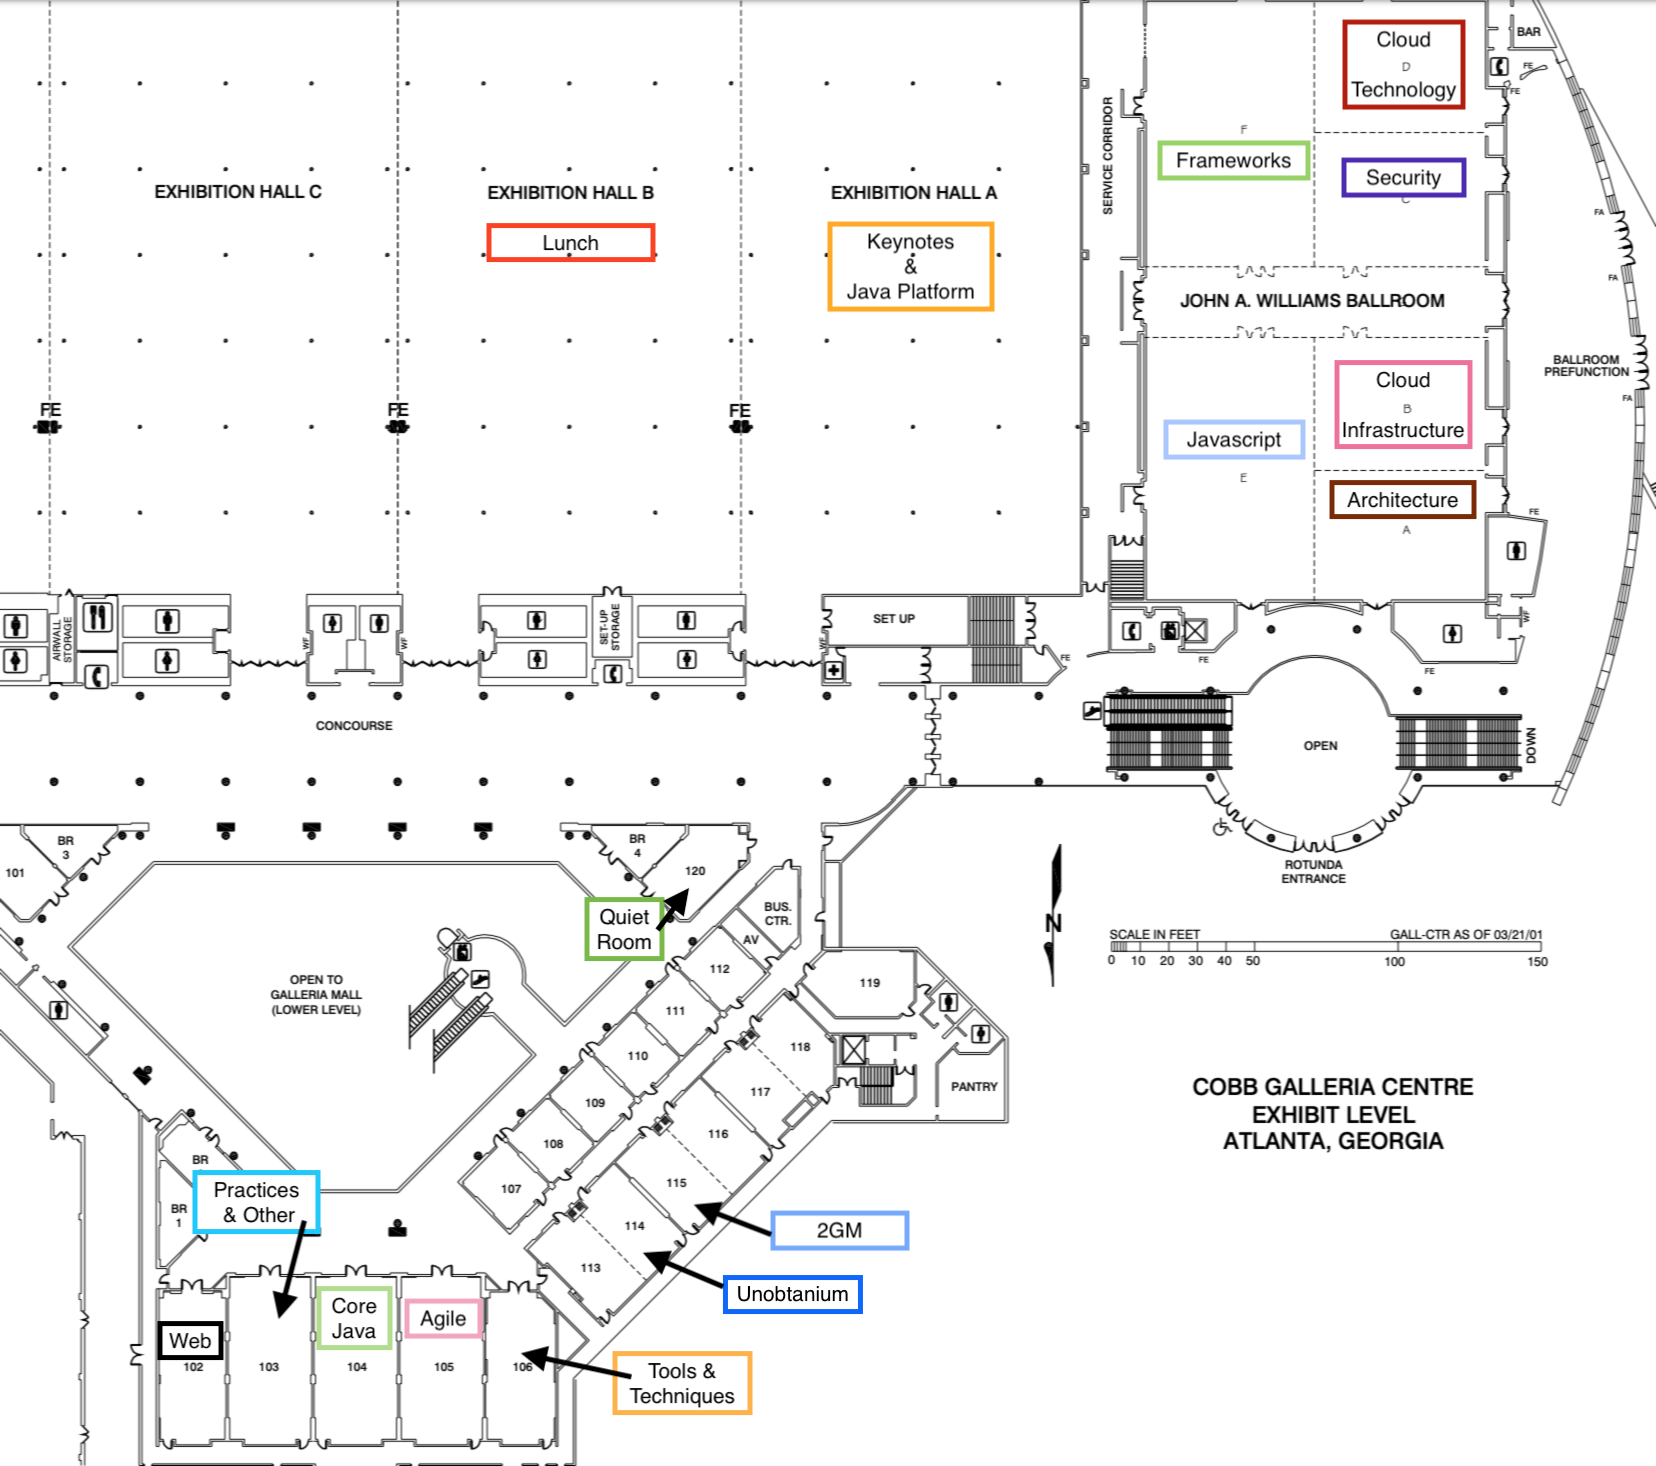 BAR
Cloud
D
Technology
FE
FE
F
Frameworks
Security
C
SERVICE CORRIDOR
EXHIBITION HALL C
EXHIBITION HALL B
EXHIBITION HALL A
Lunch
Keynotes
&
Java Platform
FA
FA
JOHN A. WILLIAMS BALLROOM
BALLROOM
PREFUNCTION
FA
Cloud
B
Infrastructure
Javascript
E
Architecture
A
FE
FE
FE
FE
AIRWALL
STORAGE
WF
WF
SET-UP
STORAGE
WF
SET UP
FE
FE
FE
WF
CONCOURSE
OPEN
DOWN
ROTUNDA
ENTRANCE
101
BR
3
BR
4
120
Quiet
Room
BUS.
CTR.
AV
112
111
110
109
108
107
119
118
117
116
115
114
113
PANTRY
OPEN TO
GALLERIA MALL
(LOWER LEVEL)
N
SCALE IN FEET
GALL-CTR AS OF 03/21/01
0 10 20 30 40 50 100 150
COBB GALLERIA CENTRE
EXHIBIT LEVEL
ATLANTA, GEORGIA
BR
BR
1
Practices
& Other
2GM
Unobtanium
Web
102
103
Core
Java
104
Agile
105
106
Tools &
Techniques